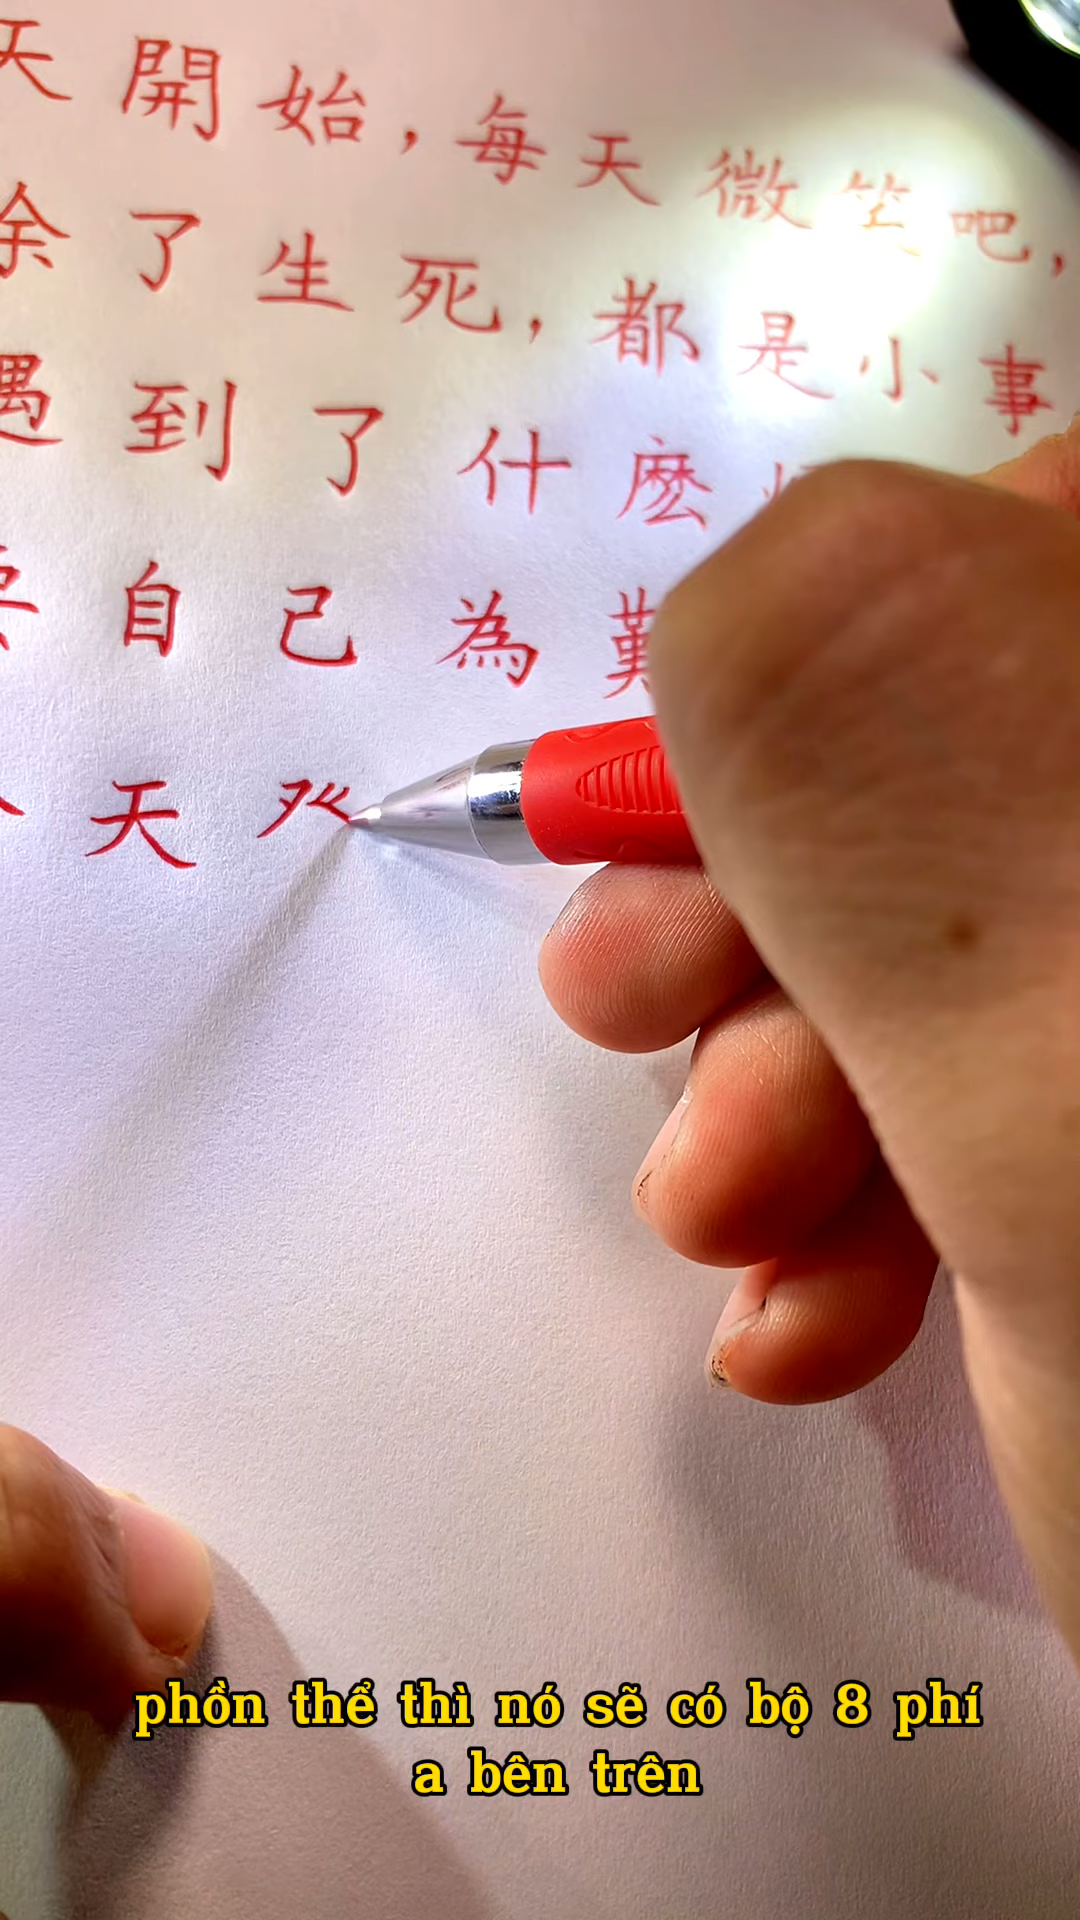 天開始，每天微笑吧，
余了生死，都是小事
遇到了什麼
自己為難
天
phồn thể thì nó sẽ có bộ 8 phí
a bên trên